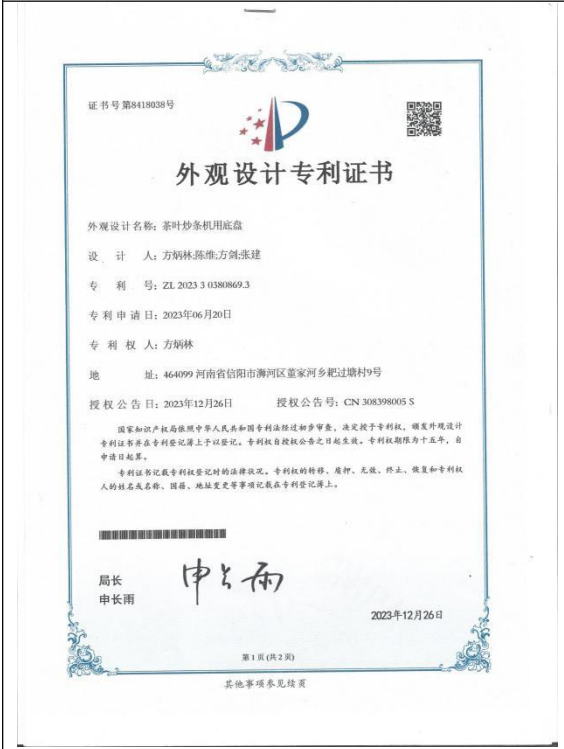 证书号第8418038号
外观设计专利证书
外观设计名称：茶叶炒条机用底盘
设计人：方炳林;陈维;方剑;张建
专利号：ZL 2023 3 0380869.3
专利申请日：2023年06月20日
专利权人：方炳林
地址：464099 河南省信阳市浉河区董家河乡耙过塘村9号
授权公告日：2023年12月26日 授权公告号：CN 308398005 S
国家知识产权局依照中华人民共和国专利法经过初步审查，决定授予专利权，颁发外观设计
专利证书并在专利登记簿上予以登记。专利权自授权公告之日起生效。专利权期限为十五年，自
申请日起算。
专利证书记载专利权登记时的法律状况。专利权的转移、质押、无效、终止、恢复和专利权
人的姓名或名称、国籍、地址变更等事项记载在专利登记簿上。
局长
申长雨
申长雨
2023年12月26日
第1页(共2页)
其他事项参见续页